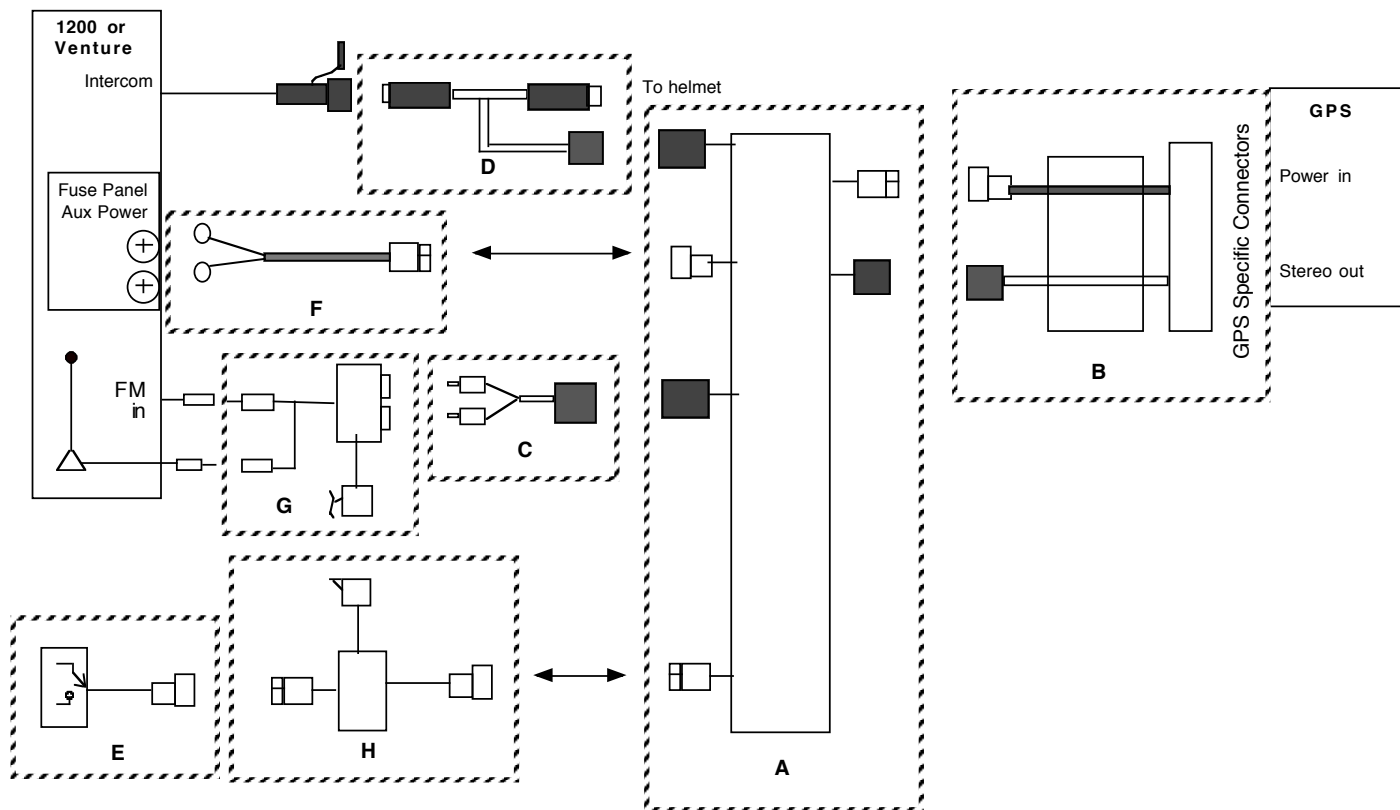 1200 or
Venture
Intercom
To helmet
D
Fuse Panel
Aux Power
F
FM
in
G
C
E
H
A
B
GPS Specific Connectors
GPS
Power in
Stereo out